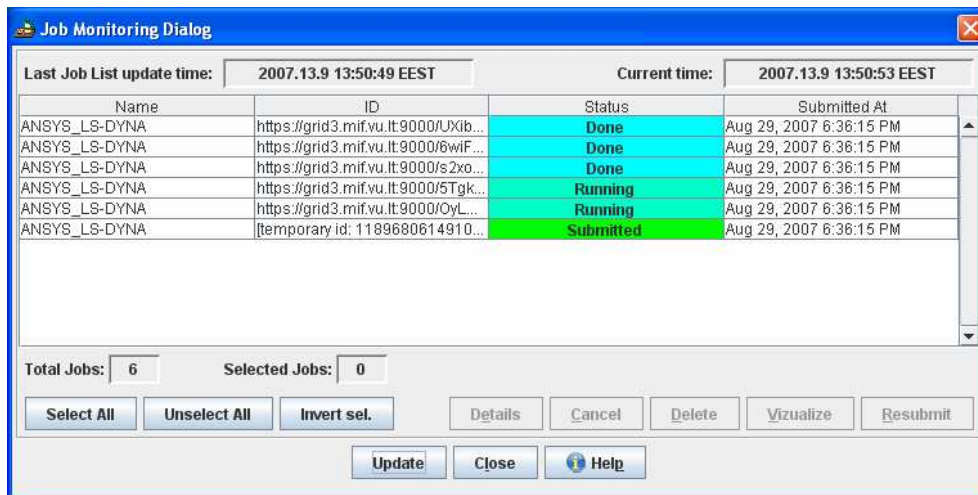 Job Monitoring Dialog
Last Job List update time: 2007.13.9 13:50:49 EEST Current time: 2007.13.9 13:50:53 EEST
Name ID Status Submitted At
ANSYS_LS-DYNA https://grid3.mif.vu.lt:9000/UXib... Done Aug 29, 2007 6:36:15 PM
ANSYS_LS-DYNA https://grid3.mif.vu.lt:9000/6wiF... Done Aug 29, 2007 6:36:15 PM
ANSYS_LS-DYNA https://grid3.mif.vu.lt:9000/s2xo... Done Aug 29, 2007 6:36:15 PM
ANSYS_LS-DYNA https://grid3.mif.vu.lt:9000/5Tgk... Running Aug 29, 2007 6:36:15 PM
ANSYS_LS-DYNA https://grid3.mif.vu.lt:9000/OyL... Running Aug 29, 2007 6:36:15 PM
ANSYS_LS-DYNA [temporary id: 1189680614910... Submitted Aug 29, 2007 6:36:15 PM
Total Jobs: 6 Selected Jobs: 0
Select All Unselect All Invert sel. Details Cancel Delete Vizualize Resubmit
Update Close Help